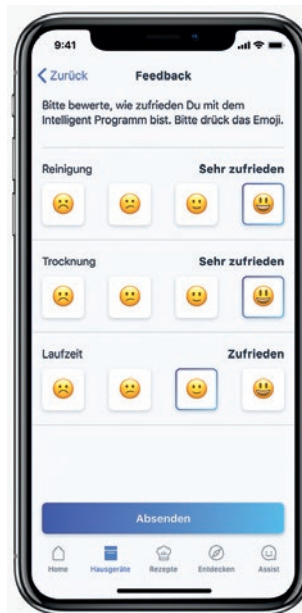 9:41
Zurück Feedback
Bitte bewerte, wie zufrieden Du mit dem
Intelligent Programm bist. Bitte drück das Emoji.
Reinigung Sehr zufrieden
Trocknung Sehr zufrieden
Laufzeit Zufrieden
Absenden
Home Hausgeräte Rezepte Entdecken Assist